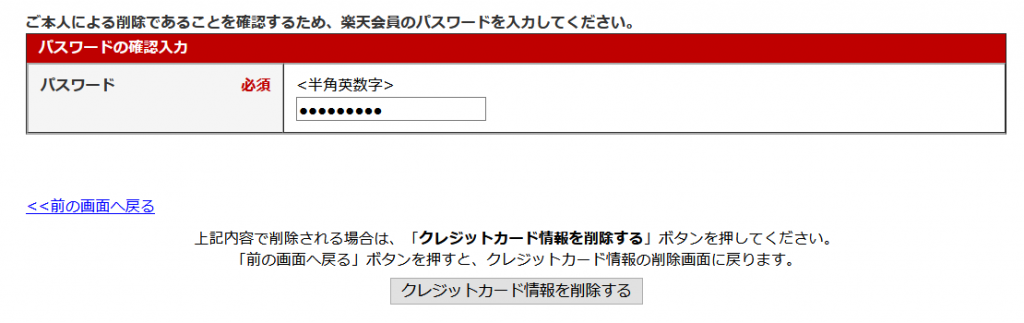 ご本人による削除であることを確認するため、楽天会員のパスワードを入力してください。
パスワードの確認入力
パスワード 必須 <半角英数字>
●●●●●●●●●
<<前の画面へ戻る
上記内容で削除される場合は、「クレジットカード情報を削除する」ボタンを押してください。
「前の画面へ戻る」ボタンを押すと、クレジットカード情報の削除画面に戻ります。
クレジットカード情報を削除する